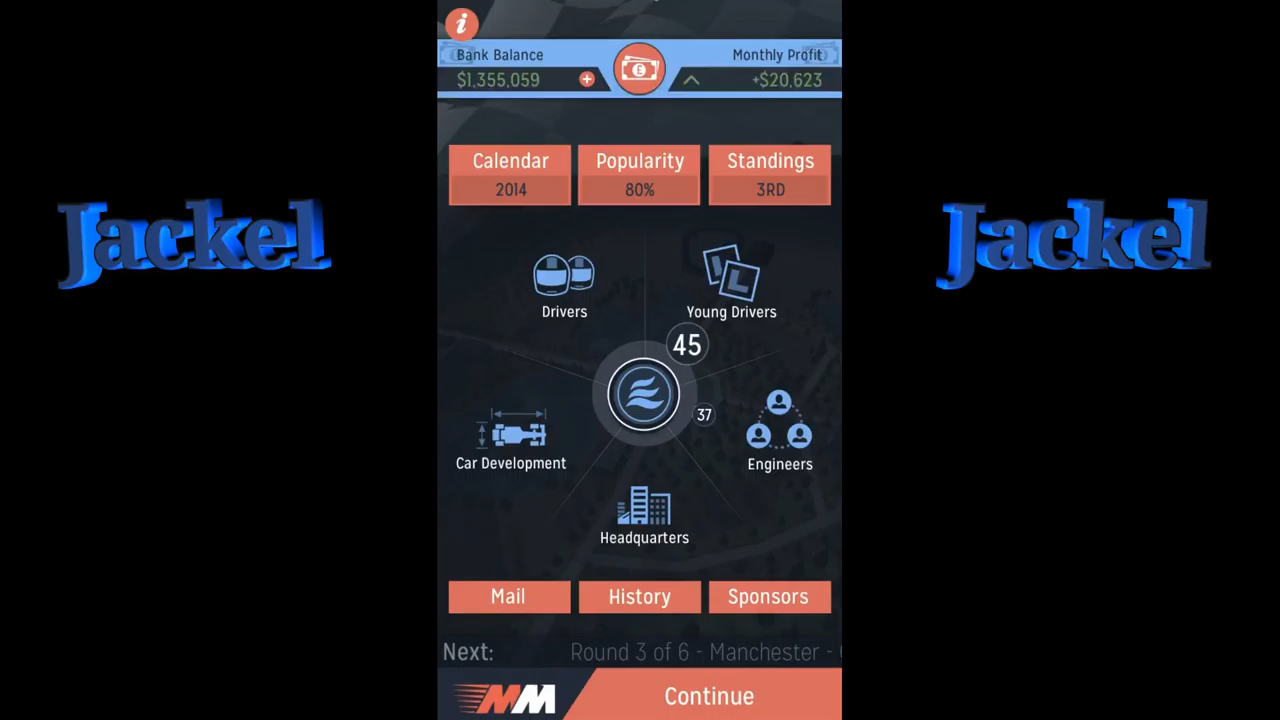 i
Bank Balance
Monthly Profit
$1,355,059
+$20,623
Calendar
2014
Popularity
80%
Standings
3RD
Jackel
Jackel
Drivers
Young Drivers
45
37
Car Development
Engineers
Headquarters
Mail
History
Sponsors
Next:
Round 3 of 6 - Manchester -
MM
Continue